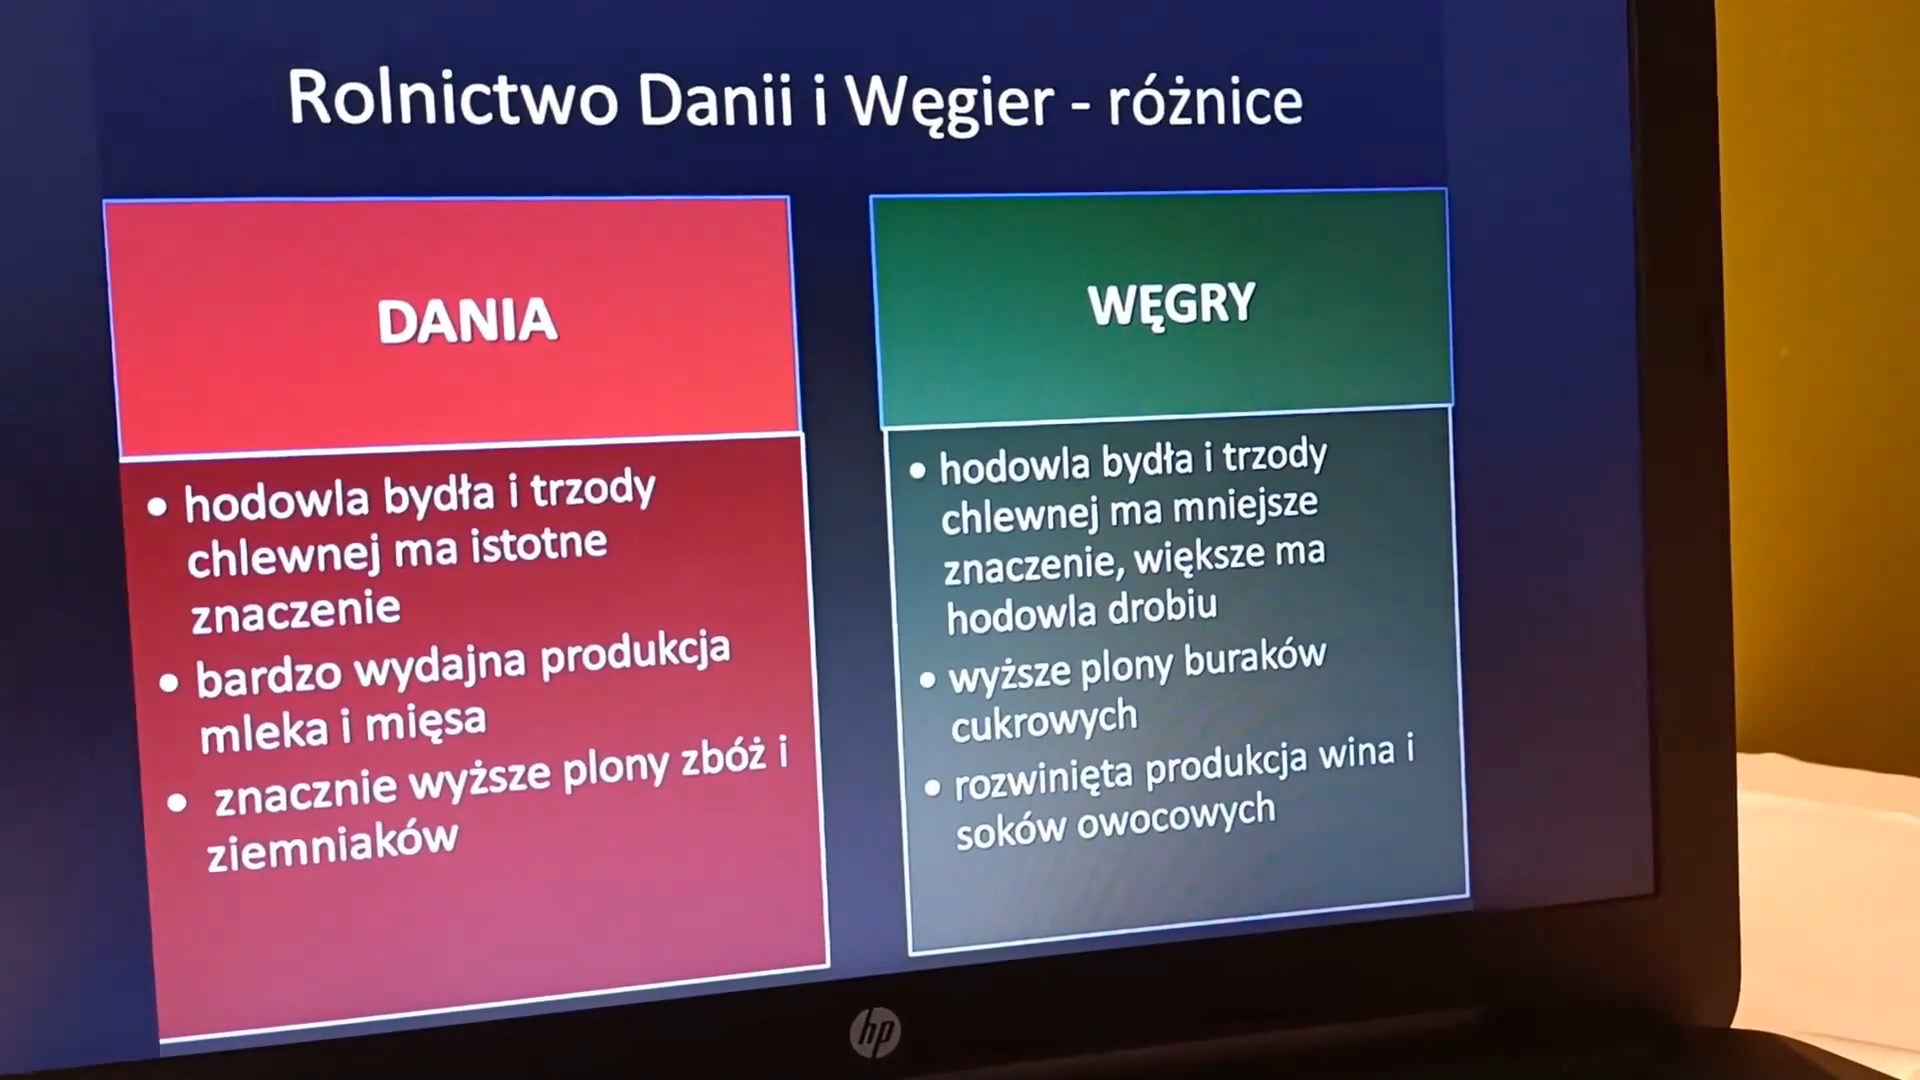 Rolnictwo Danii i Węgier - różnice
DANIA
• hodowla bydła i trzody
chlewnej ma istotne
znaczenie
• bardzo wydajna produkcja
mleka i mięsa
• znacznie wyższe plony zbóż i
ziemniaków
WĘGRY
• hodowla bydła i trzody
chlewnej ma mniejsze
znaczenie, większe ma
hodowla drobiu
• wyższe plony buraków
cukrowych
• rozwinięta produkcja wina i
soków owocowych
hp